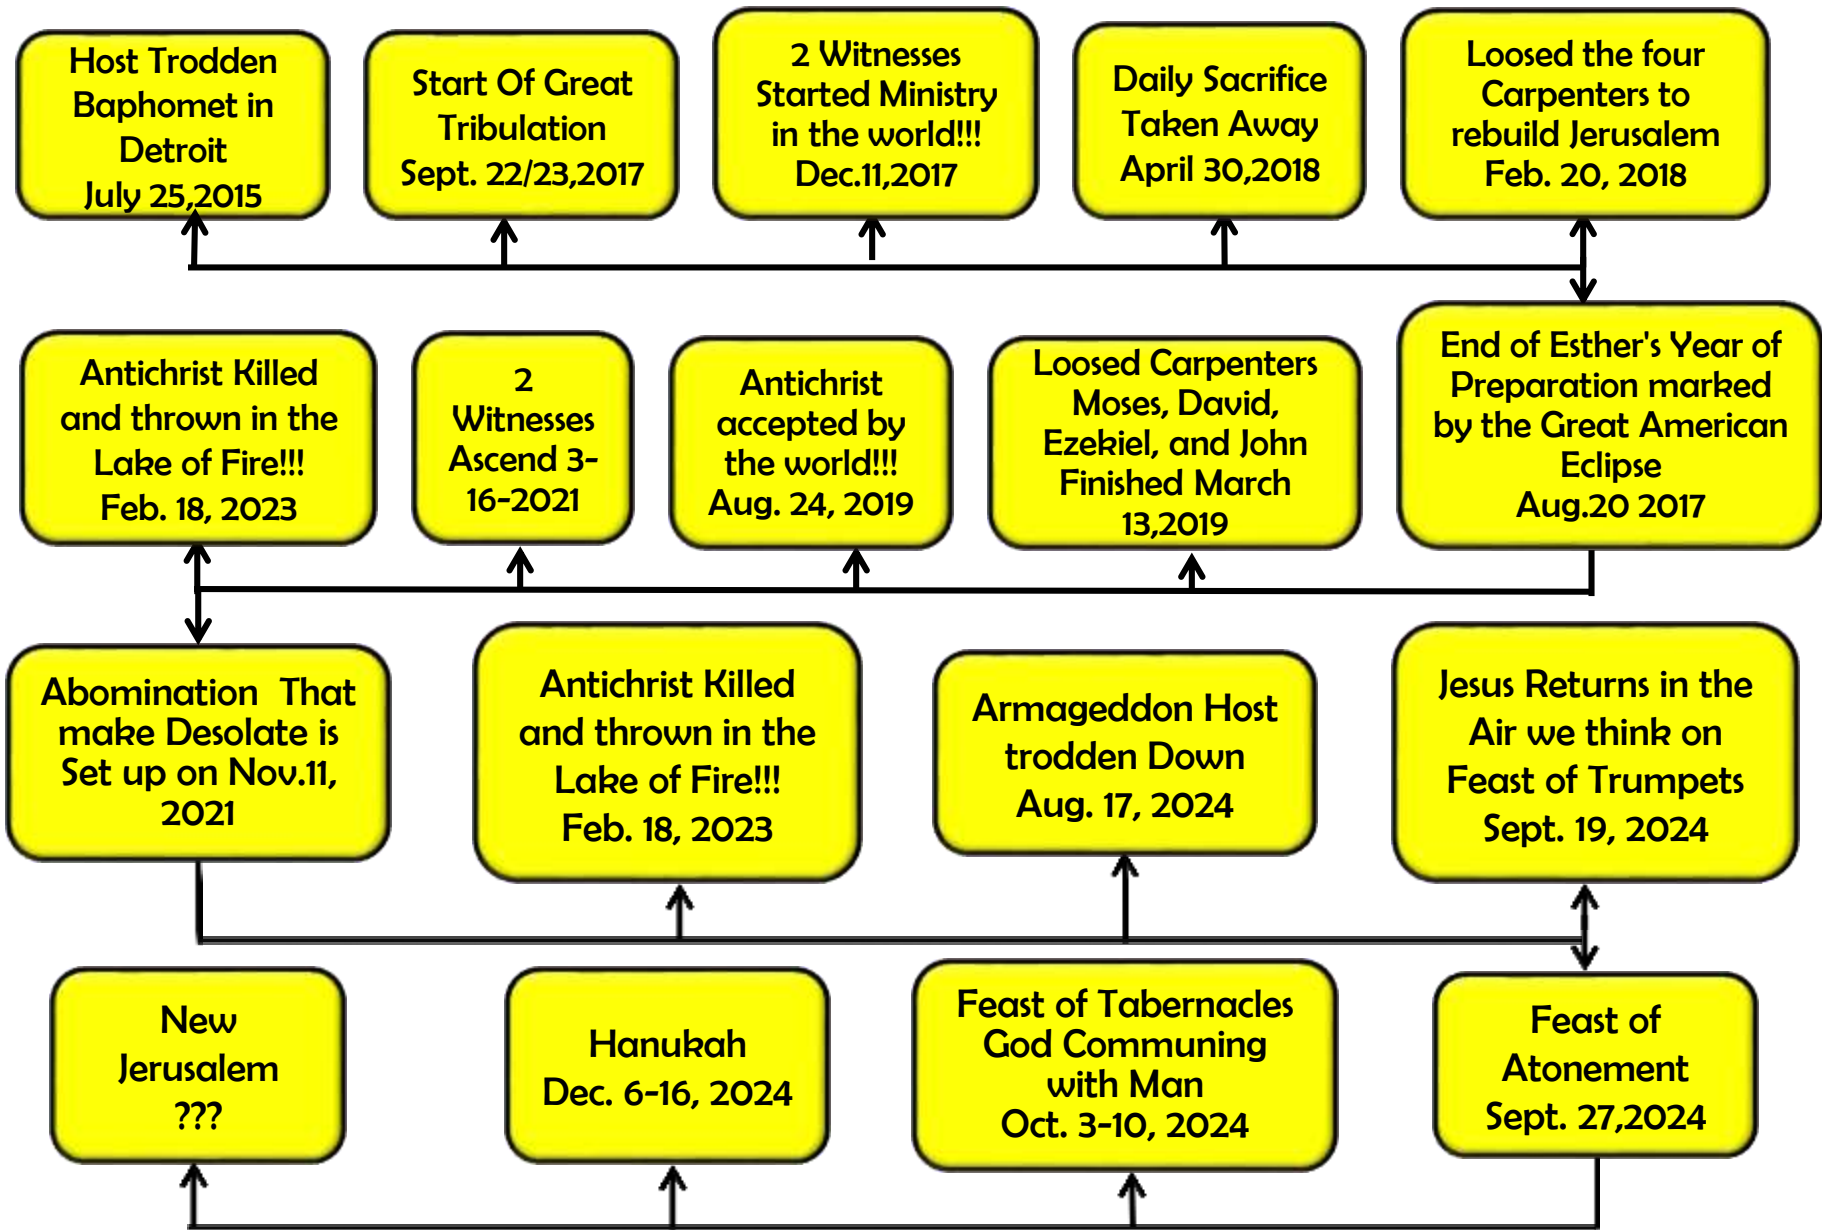 Host Trodden
Baphomet in
Detroit
July 25,2015
Start Of Great
Tribulation
Sept. 22/23,2017
2 Witnesses
Started Ministry
in the world!!!
Dec.11,2017
Daily Sacrifice
Taken Away
April 30,2018
Loosed the four
Carpenters to
rebuild Jerusalem
Feb. 20, 2018
Antichrist Killed
and thrown in the
Lake of Fire!!!
Feb. 18, 2023
2
Witnesses
Ascend 3-
16-2021
Antichrist
accepted by
the world!!!
Aug. 24, 2019
Loosed Carpenters
Moses, David,
Ezekiel, and John
Finished March
13,2019
End of Esther's Year of
Preparation marked
by the Great American
Eclipse
Aug.20 2017
Abomination That
make Desolate is
Set up on Nov.11,
2021
Antichrist Killed
and thrown in the
Lake of Fire!!!
Feb. 18, 2023
Armageddon Host
trodden Down
Aug. 17, 2024
Jesus Returns in the
Air we think on
Feast of Trumpets
Sept. 19, 2024
New
Jerusalem
???
Hanukah
Dec. 6-16, 2024
Feast of Tabernacles
God Communing
with Man
Oct. 3-10, 2024
Feast of
Atonement
Sept. 27,2024